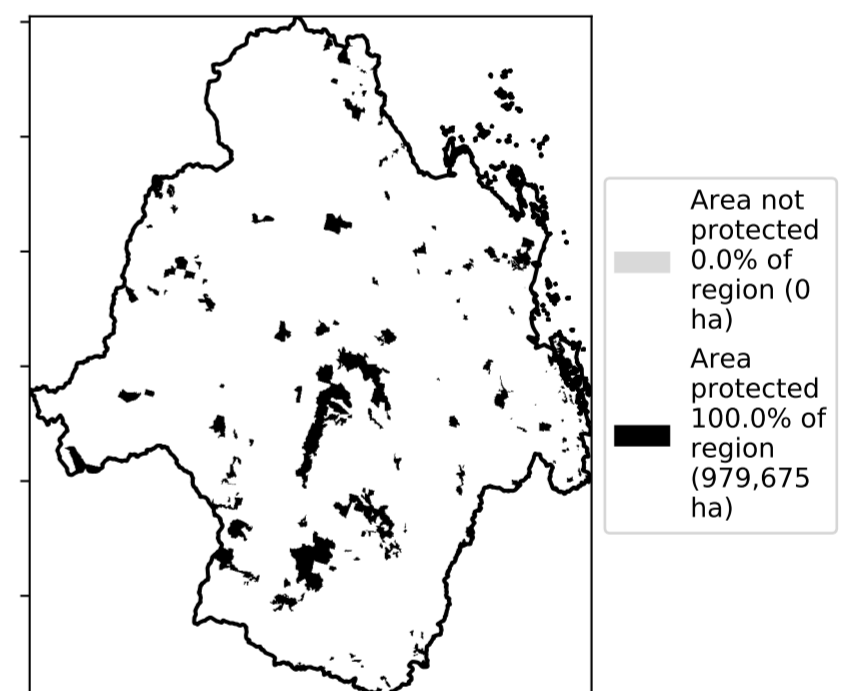 Area not
protected
0.0% of
region (0
ha)
Area
protected
100.0% of
region
(979,675
ha)